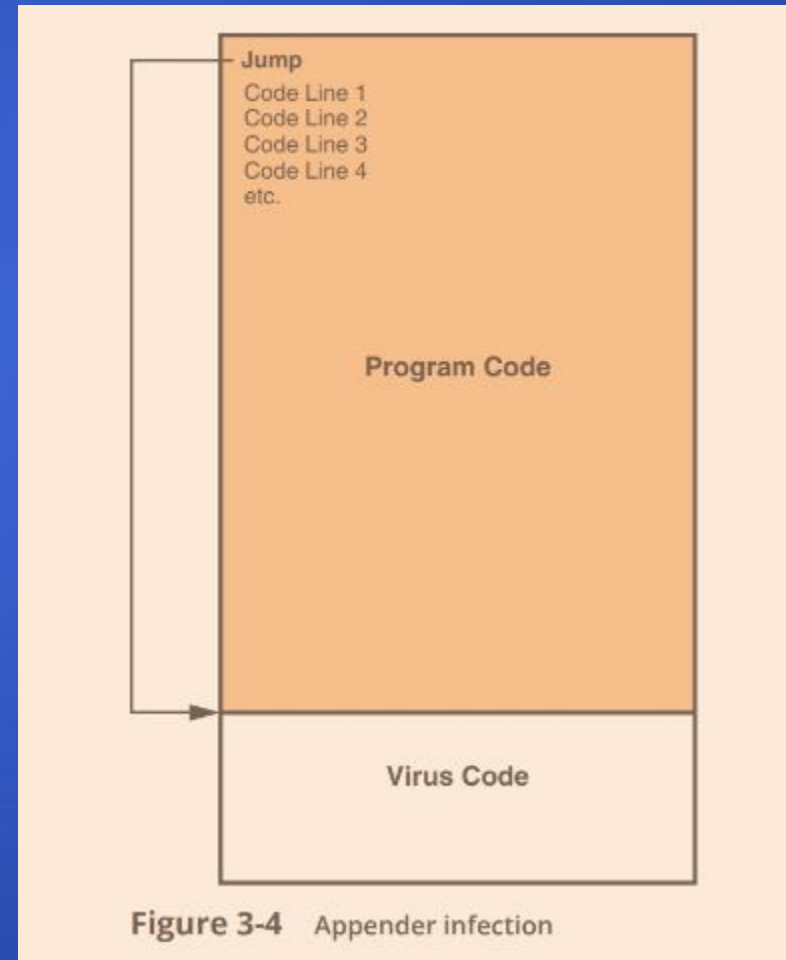 Jump
Code Line 1
Code Line 2
Code Line 3
Code Line 4
etc.
Program Code
Virus Code
Figure 3-4 Appender infection